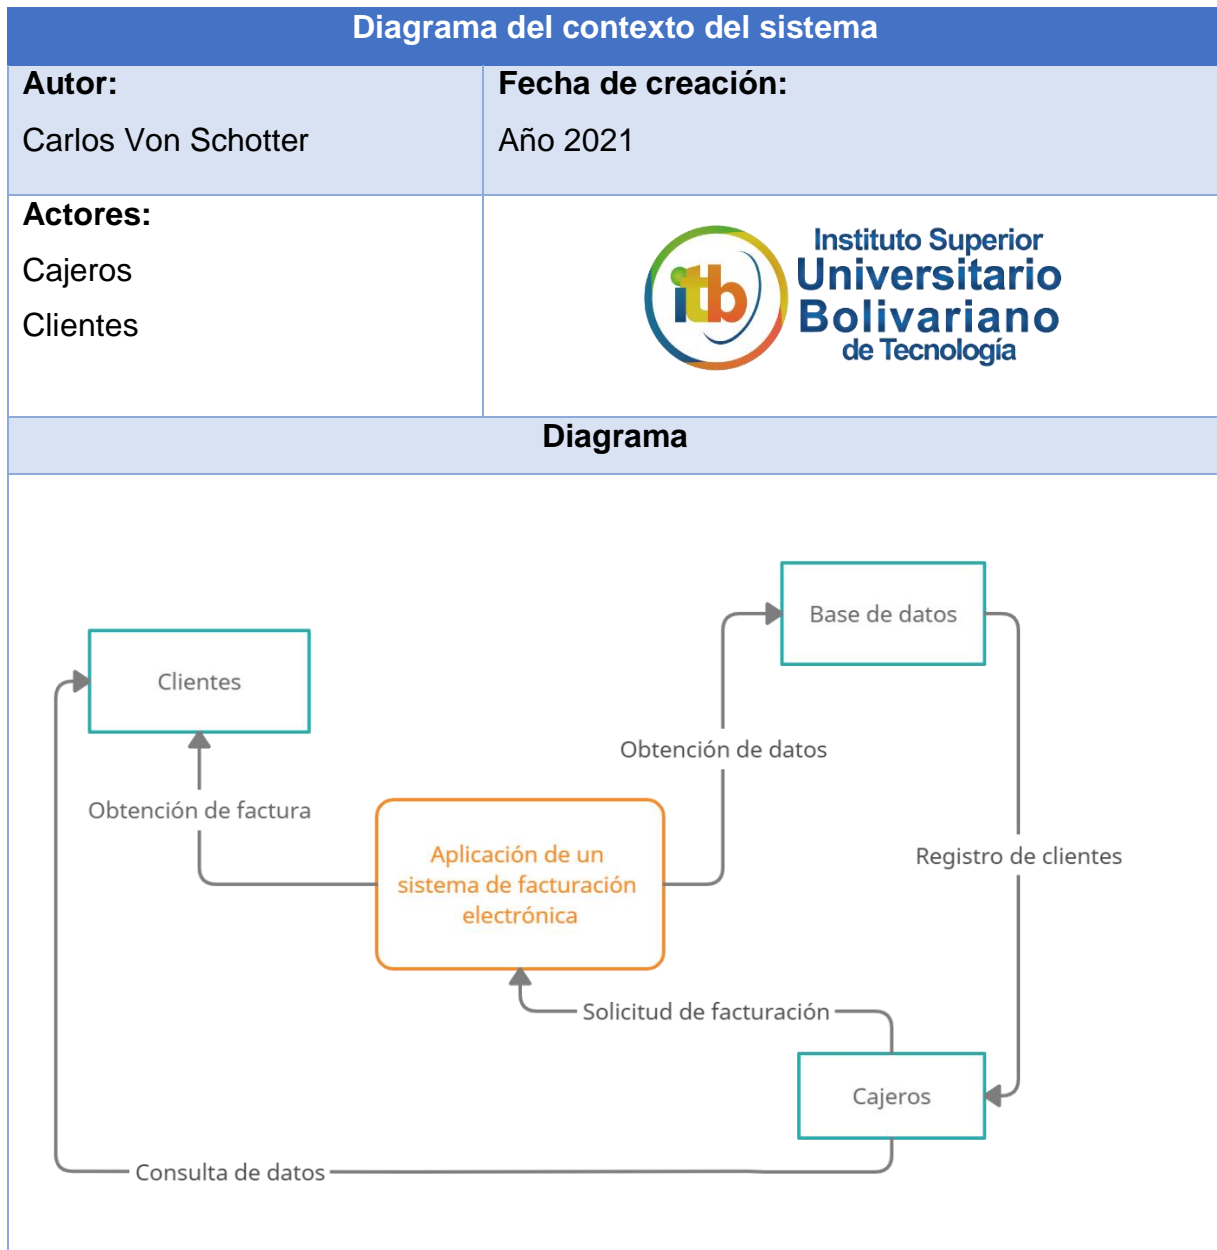 Diagrama del contexto del sistema
Autor:
Carlos Von Schotter
Fecha de creación:
Año 2021
Actores:
Cajeros
Clientes
itb
Instituto Superior
Universitario
Bolivariano
de Tecnología
Diagrama
Base de datos
Clientes
Obtención de datos
Obtención de factura
Aplicación de un
sistema de facturación
electrónica
Registro de clientes
Solicitud de facturación
Cajeros
Consulta de datos